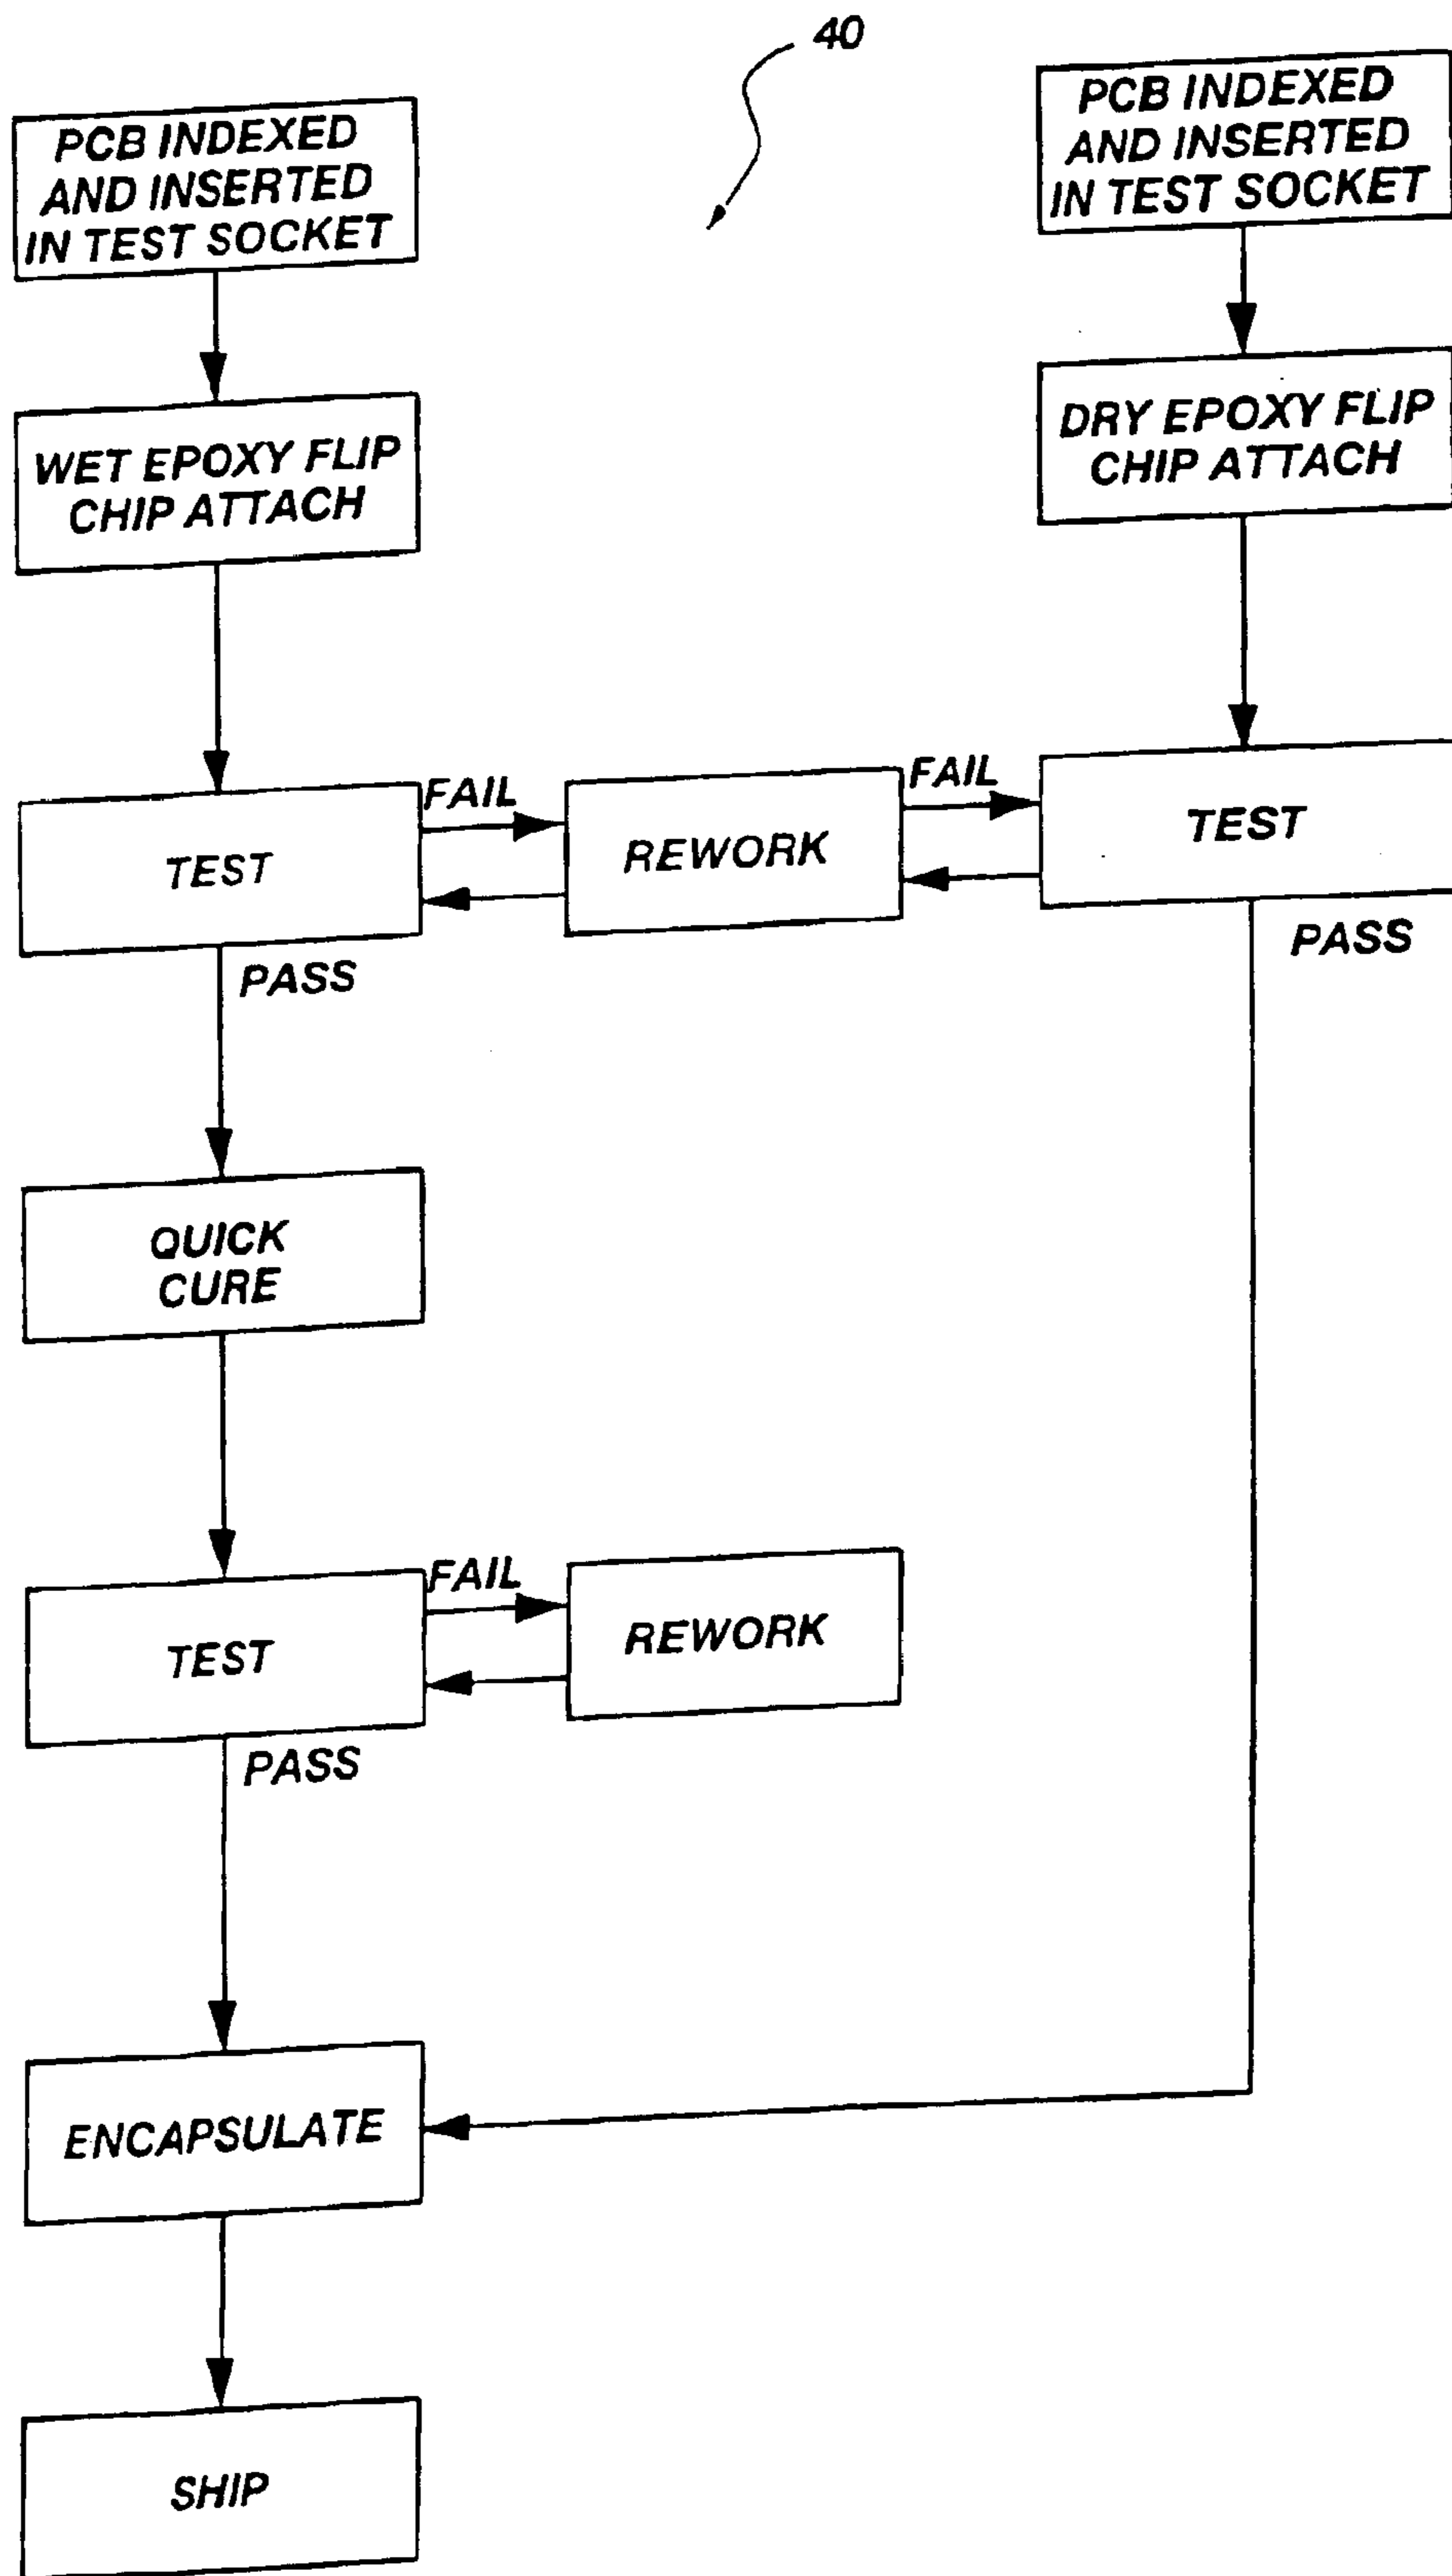 40
PCB INDEXED
AND INSERTED
IN TEST SOCKET
PCB INDEXED
AND INSERTED
IN TEST SOCKET
WET EPOXY FLIP
CHIP ATTACH
DRY EPOXY FLIP
CHIP ATTACH
TEST
FAIL
REWORK
FAIL
TEST
PASS
PASS
QUICK
CURE
TEST
FAIL
REWORK
PASS
ENCAPSULATE
SHIP